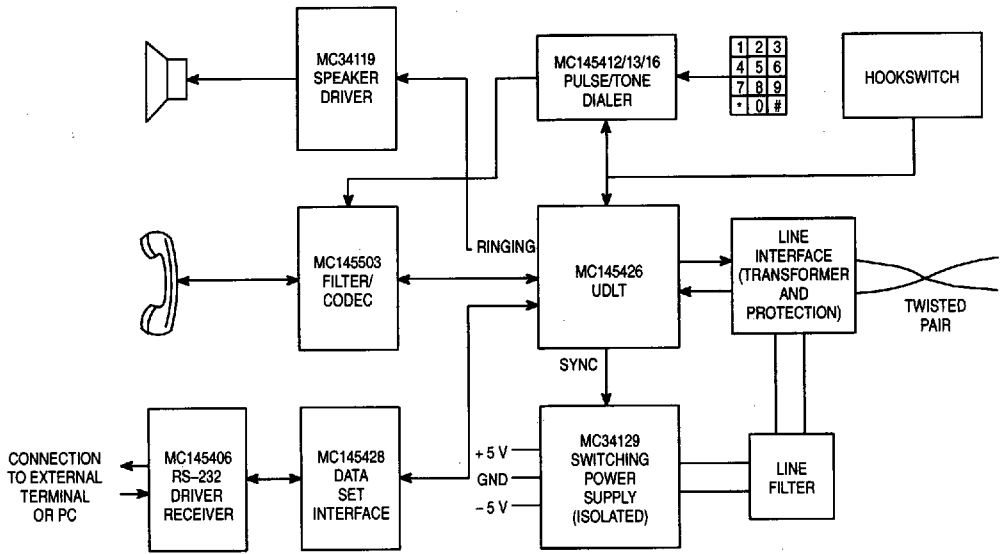 MC34119
SPEAKER
DRIVER
MC145412/13/16
PULSE/TONE
DIALER
1 2 3
4 5 6
7 8 9
* 0 #
HOOKSWITCH
MC145503
FILTER/
CODEC
RINGING
MC145426
UDLT
LINE
INTERFACE
(TRANSFORMER
AND
PROTECTION)
TWISTED
PAIR
SYNC
CONNECTION
TO EXTERNAL
TERMINAL
OR PC
MC145406
RS-232
DRIVER
RECEIVER
MC145428
DATA
SET
INTERFACE
+5 V
GND
-5 V
MC34129
SWITCHING
POWER
SUPPLY
(ISOLATED)
LINE
FILTER